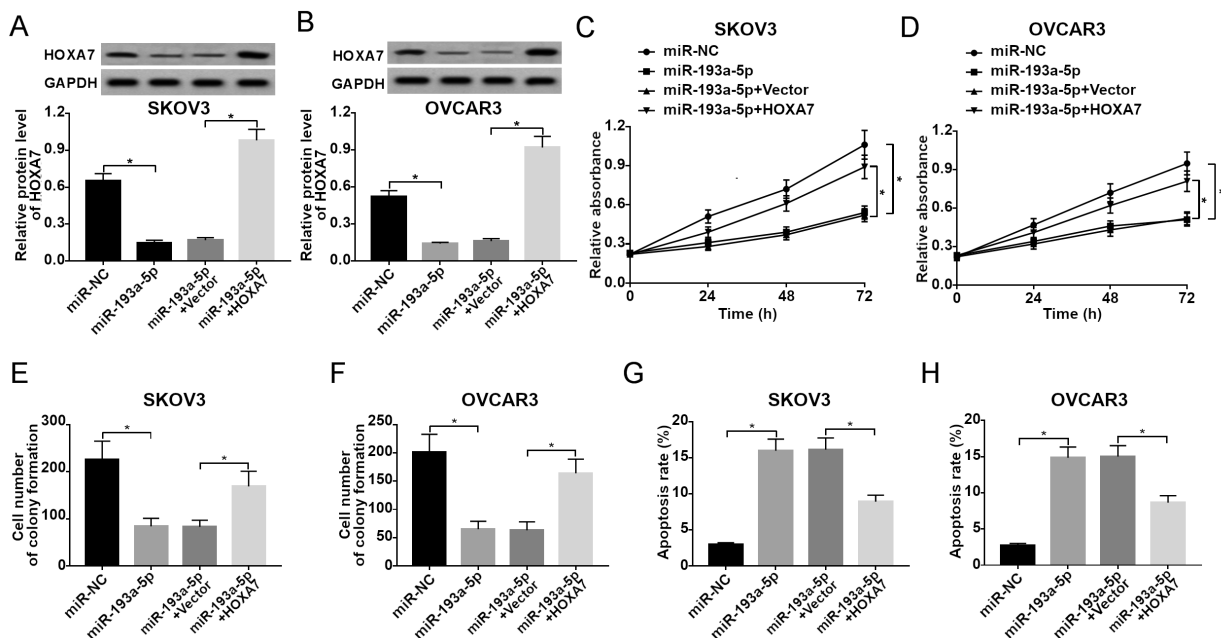 A
HOXA7
GAPDH
SKOV3
Relative protein level
of HOXA7
1.2
0.9
0.6
0.3
0.0
*
*
miR-NC
miR-193a-5p
miR-193a-5p
+Vector
miR-193a-5p
+HOXA7
B
HOXA7
GAPDH
OVCAR3
Relative protein level
of HOXA7
1.2
0.9
0.6
0.3
0.0
*
*
miR-NC
miR-193a-5p
miR-193a-5p
+Vector
miR-193a-5p
+HOXA7
C
SKOV3
miR-NC
miR-193a-5p
miR-193a-5p+Vector
miR-193a-5p+HOXA7
Relative absorbance
1.2
0.9
0.6
0.3
0.0
*
*
0
24
48
72
Time (h)
D
OVCAR3
miR-NC
miR-193a-5p
miR-193a-5p+Vector
miR-193a-5p+HOXA7
Relative absorbance
1.2
0.9
0.6
0.3
0.0
*
*
0
24
48
72
Time (h)
E
SKOV3
Cell number
of colony formation
300
200
100
0
*
*
miR-NC
miR-193a-5p
miR-193a-5p
+Vector
miR-193a-5p
+HOXA7
F
OVCAR3
Cell number
of colony formation
250
200
150
100
50
0
*
*
miR-NC
miR-193a-5p
miR-193a-5p
+Vector
miR-193a-5p
+HOXA7
G
SKOV3
Apoptosis rate (%)
20
15
10
5
0
*
*
miR-NC
miR-193a-5p
miR-193a-5p
+Vector
miR-193a-5p
+HOXA7
H
OVCAR3
Apoptosis rate (%)
20
15
10
5
0
*
*
miR-NC
miR-193a-5p
miR-193a-5p
+Vector
miR-193a-5p
+HOXA7